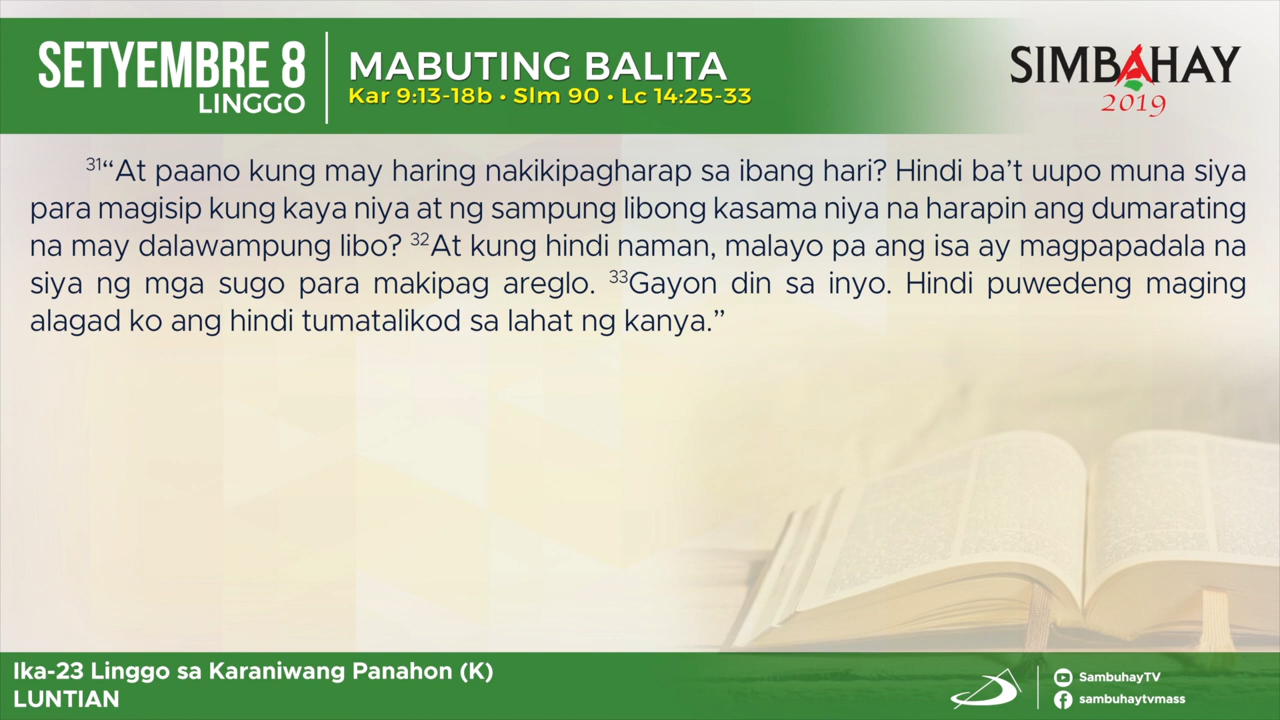 SETYEMBRE 8
LINGGO
MABUTING BALITA
Kar 9:13-18b • Slm 90 • Lc 14:25-33
SIMBAHAY
2019
31“At paano kung may haring nakikipagharap sa ibang hari? Hindi ba’t uupo muna siya
para magisip kung kaya niya at ng sampung libong kasama niya na harapin ang dumarating
na may dalawampung libo? 32At kung hindi naman, malayo pa ang isa ay magpapadala na
siya ng mga sugo para makipag areglo. 33Gayon din sa inyo. Hindi puwedeng maging
alagad ko ang hindi tumatalikod sa lahat ng kanya.”
Ika-23 Linggo sa Karaniwang Panahon (K)
LUNTIAN
SambuhayTV
sambuhaytvmass